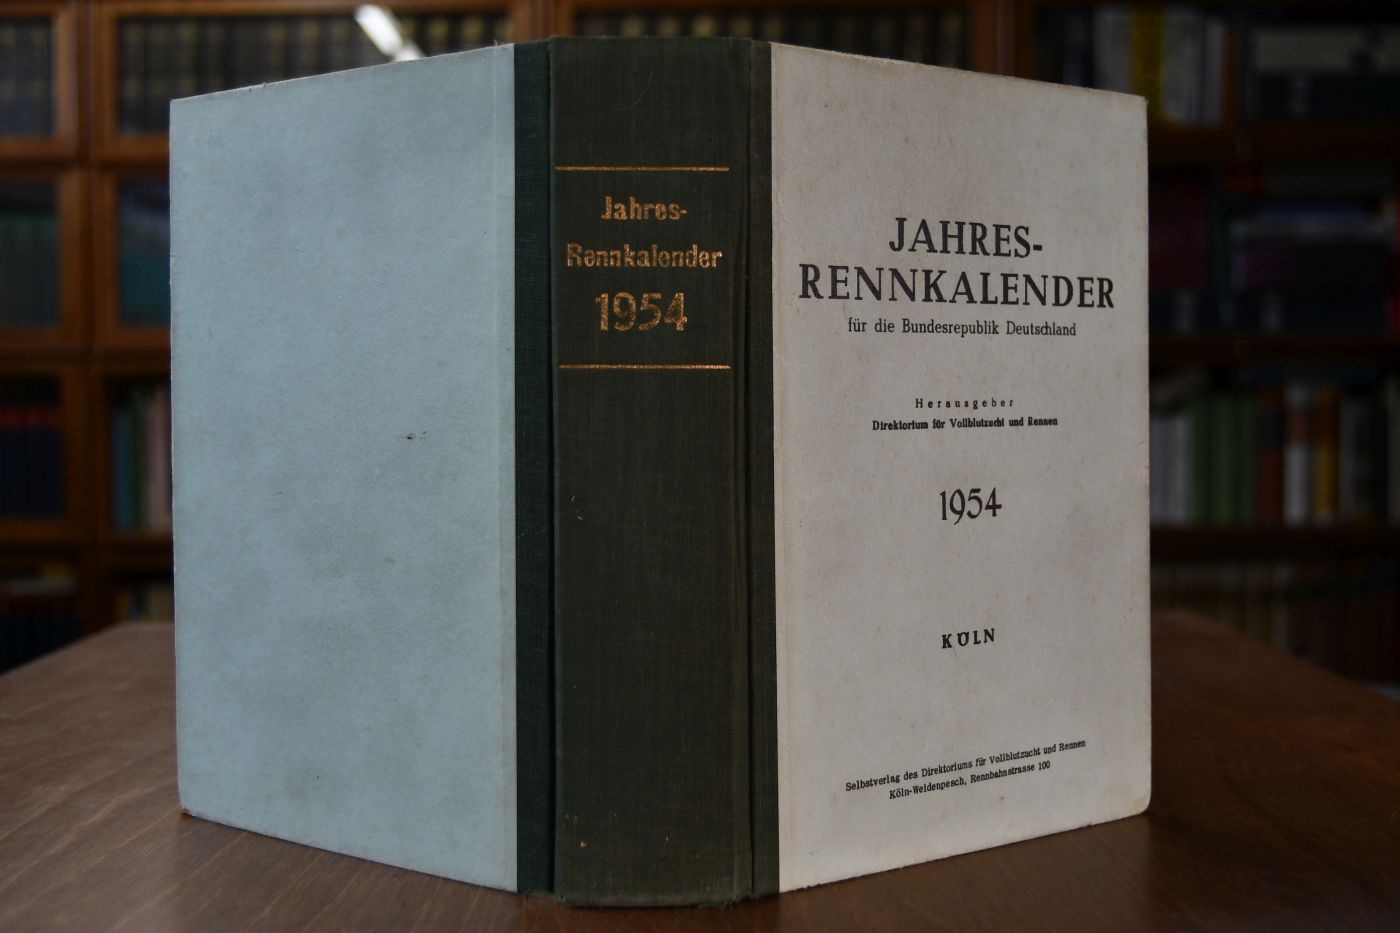 Jahres-
Rennkalender
1954
JAHRES-
RENNKALENDER
für die Bundesrepublik Deutschland
Herausgeber
Direktorium für Vollblutzucht und Rennen
1954
KÖLN
Selbstverlag des Direktoriums für Vollblutzucht und Rennen
Köln-Weidenpesch, Rennbahnstrasse 100